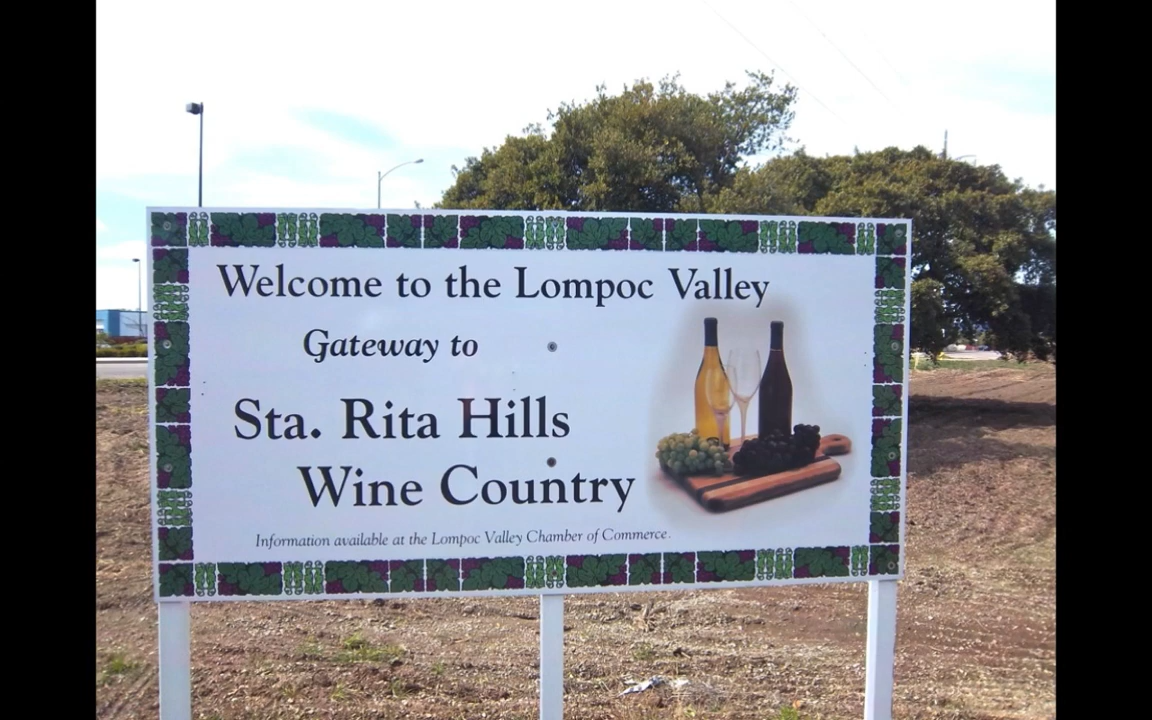 Welcome to the Lompoc Valley
Gateway to
Sta. Rita Hills
Wine Country
Information available at the Lompoc Valley Chamber of Commerce.